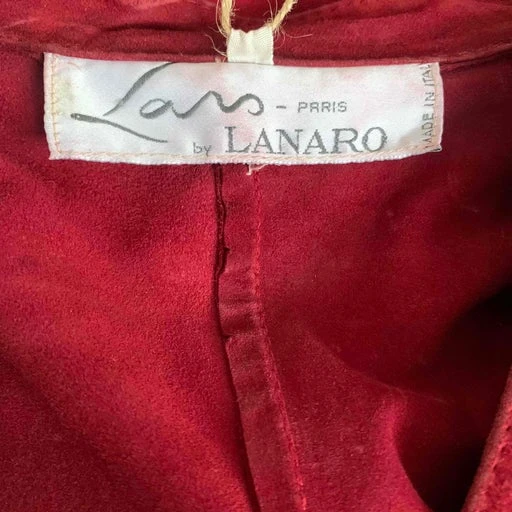 Lars - PARIS
by LANARO
MADE IN ITALY